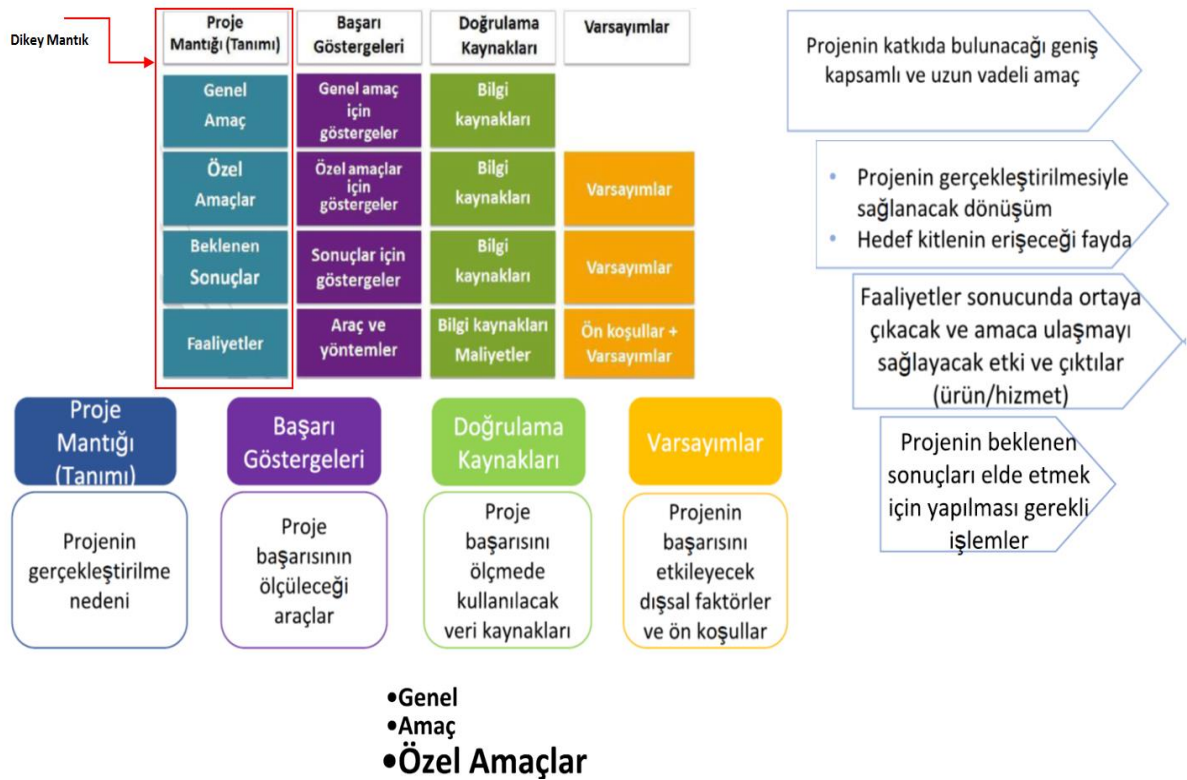 Dikey Mantık
Proje
Mantığı (Tanımı)
Başarı
Göstergeleri
Doğrulama
Kaynakları
Varsayımlar
Genel
Amaç
Genel amaç
için
göstergeler
Bilgi
kaynakları
Özel
Amaçlar
Özel amaçlar
için
göstergeler
Bilgi
kaynakları
Varsayımlar
Beklenen
Sonuçlar
Sonuçlar için
göstergeler
Bilgi
kaynakları
Varsayımlar
Faaliyetler
Araç ve
yöntemler
Bilgi kaynakları
Maliyetler
Ön koşullar +
Varsayımlar
Projenin katkıda bulunacağı geniş
kapsamlı ve uzun vadeli amaç
• Projenin gerçekleştirilmesiyle
sağlanacak dönüşüm
• Hedef kitlenin erişeceği fayda
Faaliyetler sonucunda ortaya
çıkacak ve amaca ulaşmayı
sağlayacak etki ve çıktılar
(ürün/hizmet)
Projenin beklenen
sonuçları elde etmek
için yapılması gerekli
işlemler
Proje
Mantığı
(Tanımı)
Başarı
Göstergeleri
Doğrulama
Kaynakları
Varsayımlar
Projenin
gerçekleştirilme
nedeni
Proje
başarısının
ölçüleceği
araçlar
Proje
başarısını
ölçmede
kullanılacak
veri kaynakları
Projenin
başarısını
etkileyecek
dışsal faktörler
ve ön koşullar
•Genel
•Amaç
•Özel Amaçlar